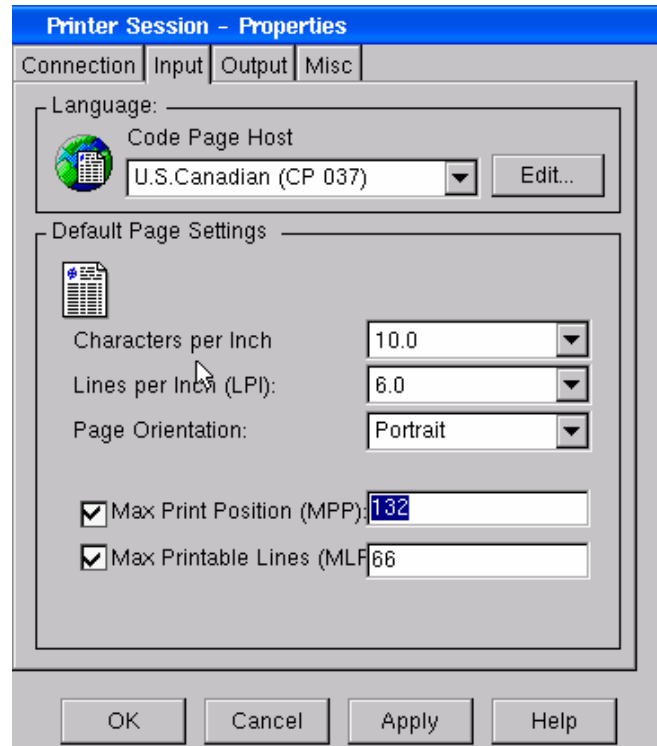 Printer Session - Properties
Connection Input Output Misc
Language:
Code Page Host
U.S.Canadian (CP 037) Edit...
Default Page Settings
Characters per Inch 10.0
Lines per Inch (LPI): 6.0
Page Orientation: Portrait
Max Print Position (MPP): 132
Max Printable Lines (MLP 66
OK Cancel Apply Help